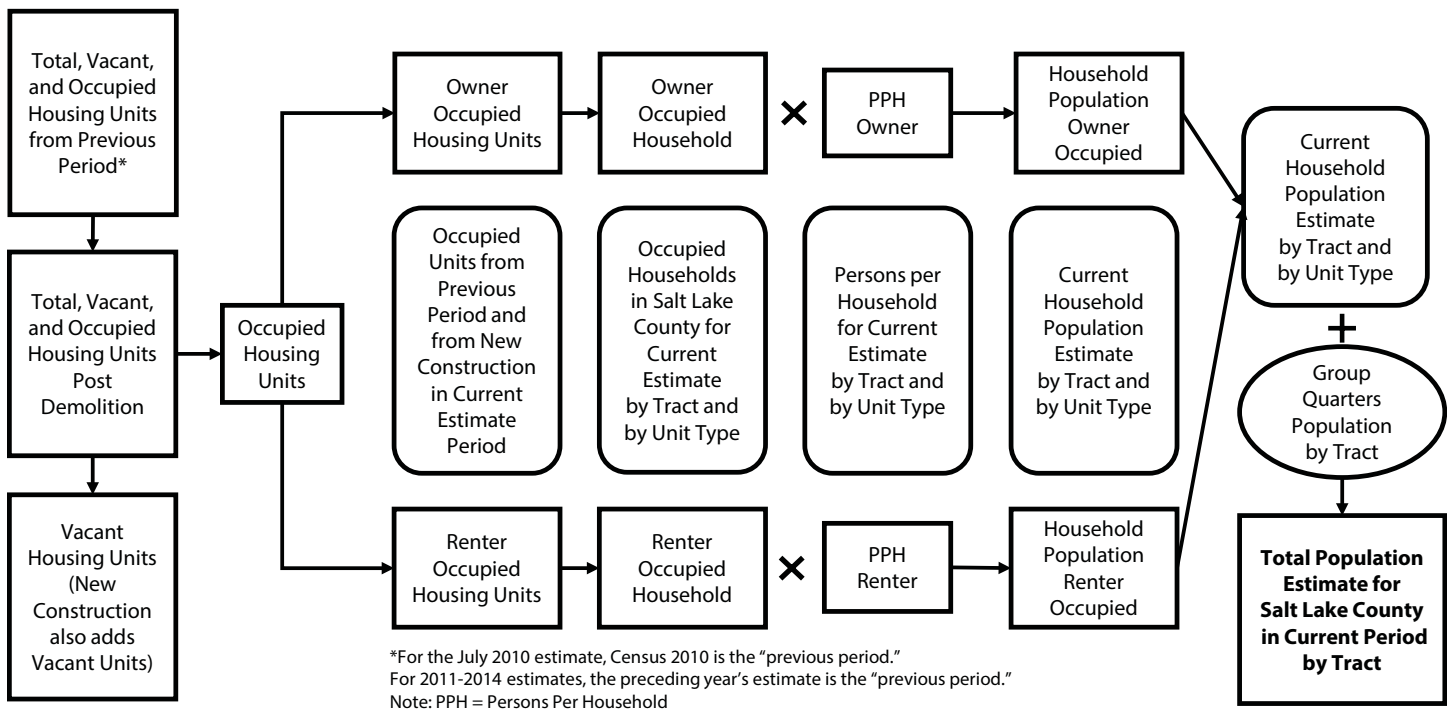 Total, Vacant,
and Occupied
Housing Units
from Previous
Period*
Total, Vacant,
and Occupied
Housing Units
Post
Demolition
Vacant
Housing Units
(New
Construction
also adds
Vacant Units)
Occupied
Housing
Units
Owner
Occupied
Housing Units
Owner
Occupied
Household
×
PPH
Owner
Household
Population
Owner
Occupied
Occupied
Units from
Previous
Period and
from New
Construction
in Current
Estimate
Period
Occupied
Households
in Salt Lake
County for
Current
Estimate
by Tract and
by Unit Type
Persons per
Household
for Current
Estimate
by Tract and
by Unit Type
Current
Household
Population
Estimate
by Tract and
by Unit Type
Renter
Occupied
Housing Units
Renter
Occupied
Household
×
PPH
Renter
Household
Population
Renter
Occupied
Current
Household
Population
Estimate
by Tract and
by Unit Type
+
Group
Quarters
Population
by Tract
Total Population
Estimate for
Salt Lake County
in Current Period
by Tract
*For the July 2010 estimate, Census 2010 is the “previous period.”
For 2011-2014 estimates, the preceding year’s estimate is the “previous period.”
Note: PPH = Persons Per Household